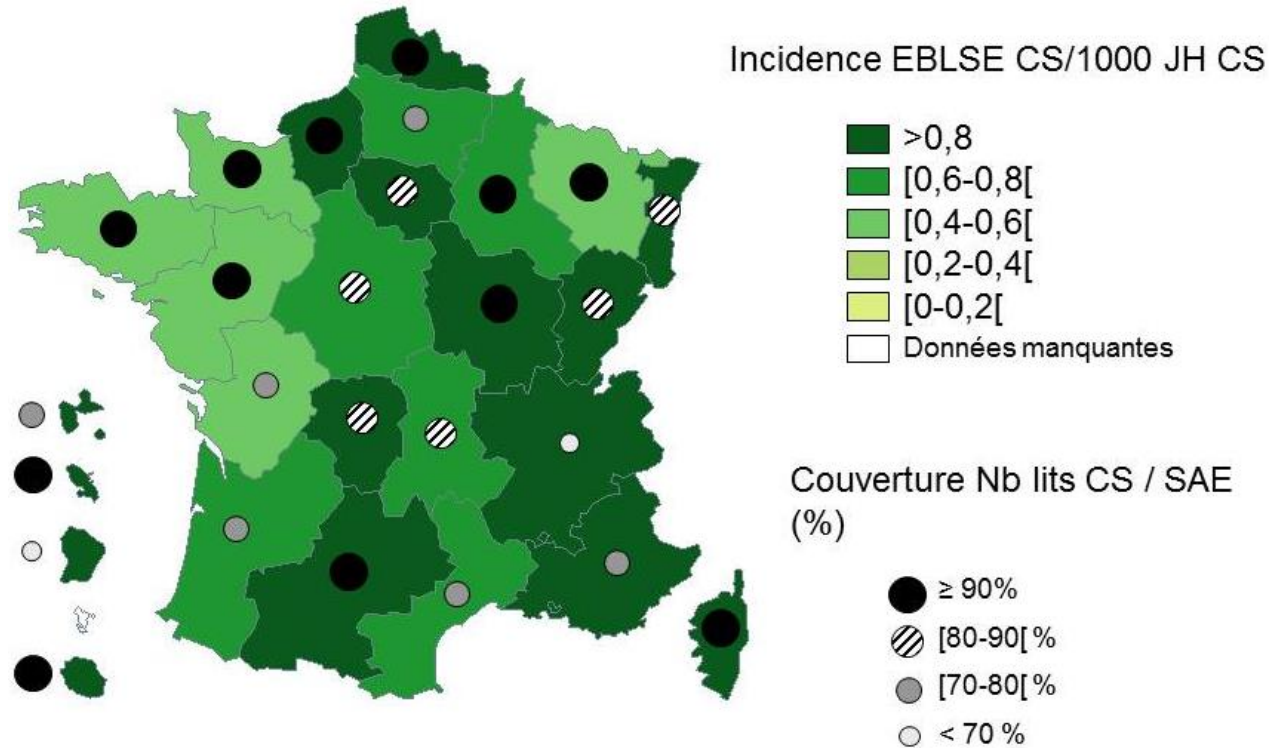 Incidence EBLSE CS/1000 JH CS
>0,8
[0,6-0,8[
[0,4-0,6[
[0,2-0,4[
[0-0,2[
Données manquantes
Couverture Nb lits CS / SAE
(%)
≥ 90%
[80-90[ %
[70-80[ %
< 70 %